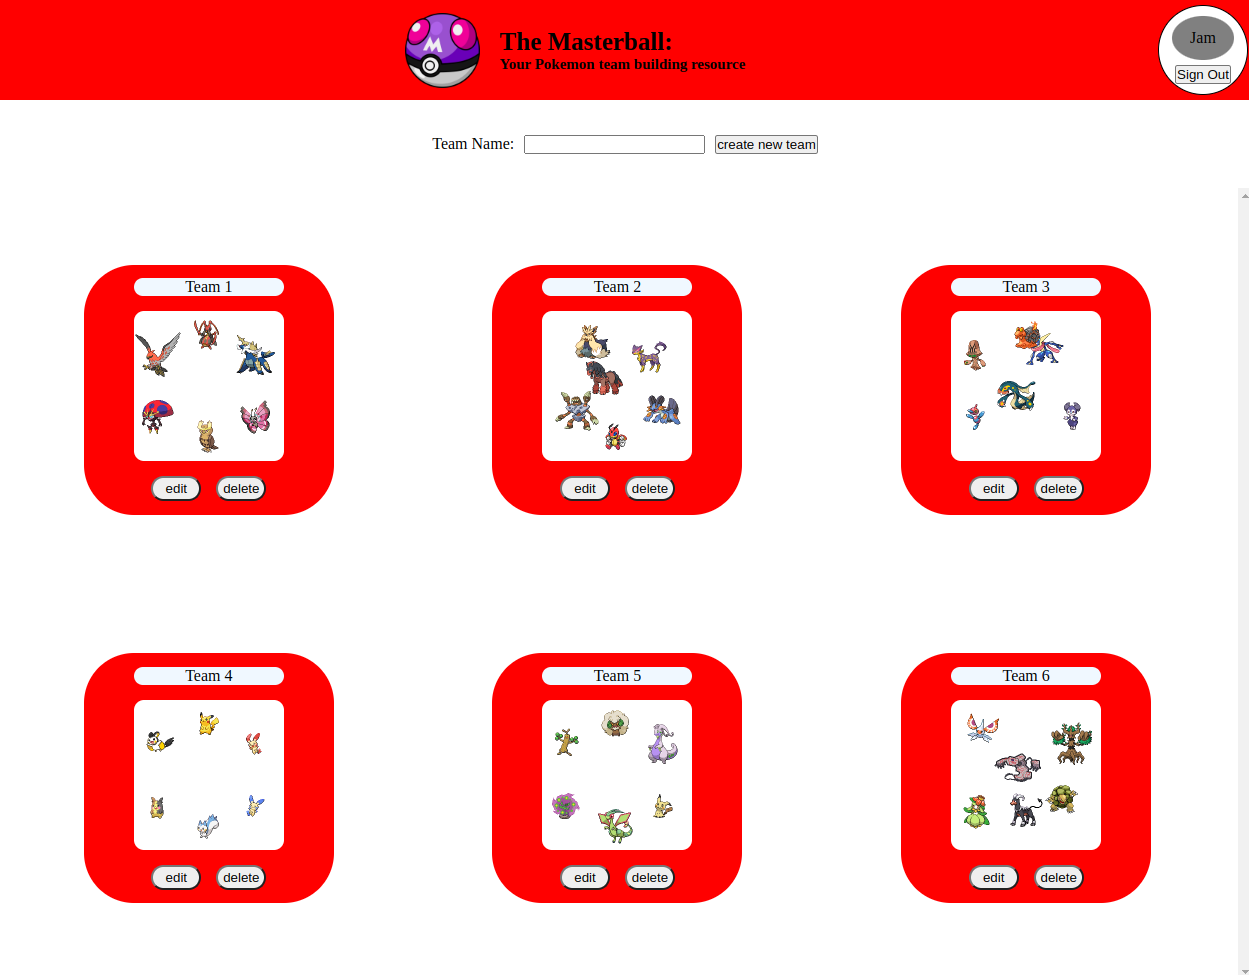 The Masterball:
Your Pokemon team building resource
Jam
Sign Out
Team Name:
create new team
Team 1
Team 2
Team 3
edit
delete
edit
delete
edit
delete
Team 4
Team 5
Team 6
edit
delete
edit
delete
edit
delete